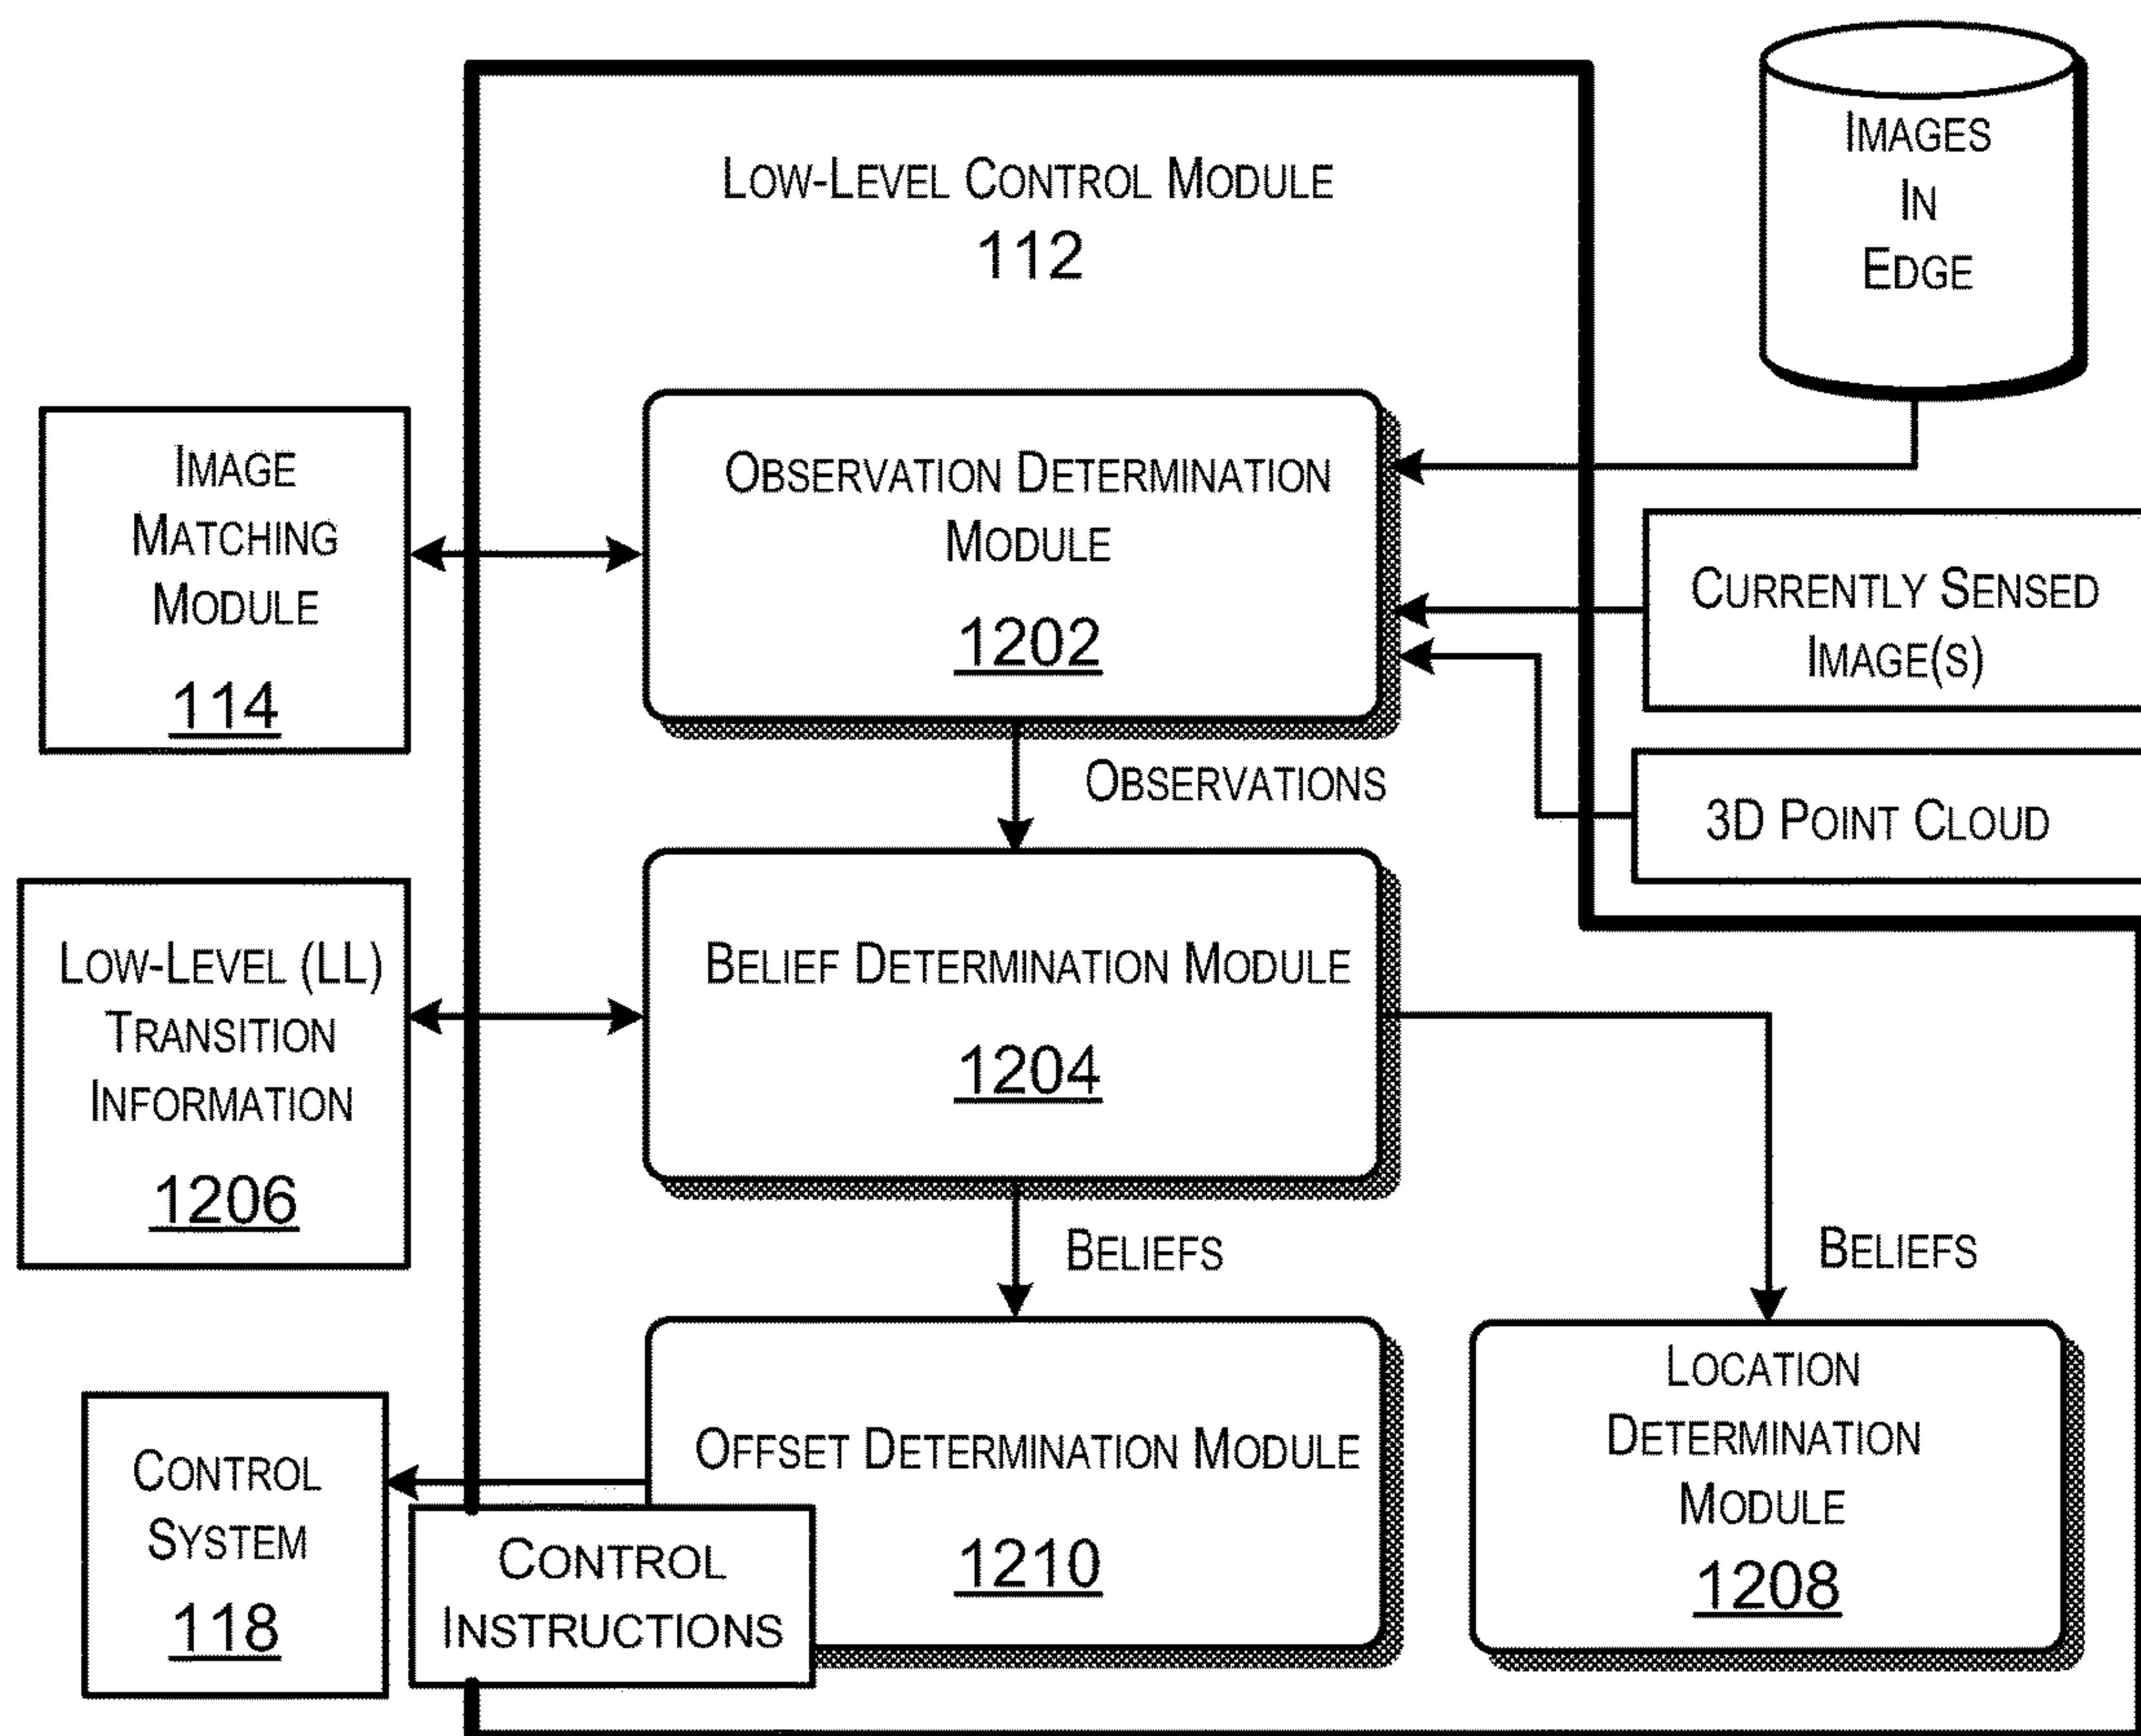 Low-Level Control Module
112
Images
In
Edge
Image
Matching
Module
114
Observation Determination
Module
1202
Currently Sensed
Image(s)
3D Point Cloud
Observations
Low-Level (LL)
Transition
Information
1206
Belief Determination Module
1204
Beliefs
Beliefs
Control
System
118
Control
Instructions
Offset Determination Module
1210
Location
Determination
Module
1208